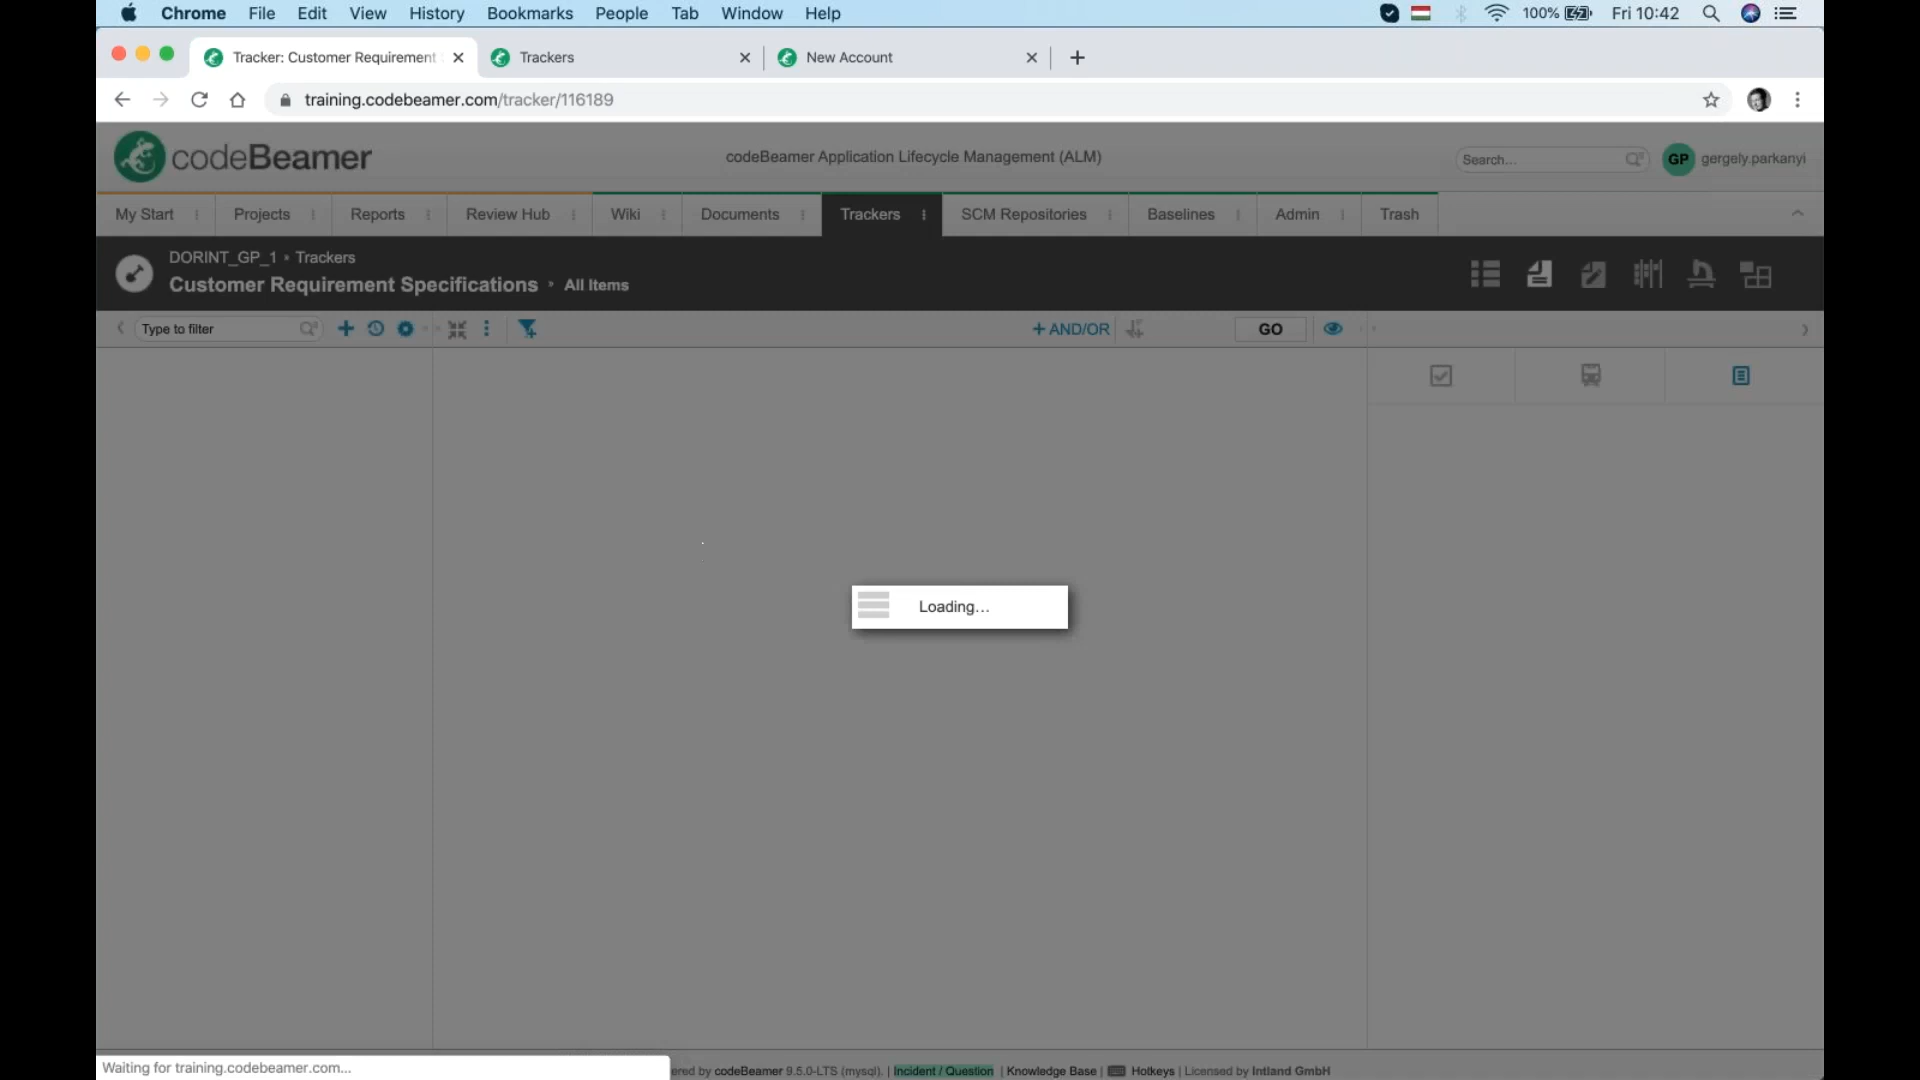 Chrome File Edit View History Bookmarks People Tab Window Help 100% Fri 10:42
Tracker: Customer Requirement Trackers New Account
training.codebeamer.com/tracker/116189
codeBeamer codeBeamer Application Lifecycle Management (ALM) Search... GP gergely.parkanyi
My Start Projects Reports Review Hub Wiki Documents Trackers SCM Repositories Baselines Admin Trash
DORINT_GP_1 • Trackers
Customer Requirement Specifications All Items
Type to filter + AND/OR GO
Loading...
Waiting for training.codebeamer.com... ered by codeBeamer 9.5.0-LTS (mysql). | Incident / Question | Knowledge Base | Hotkeys | Licensed by Intland GmbH